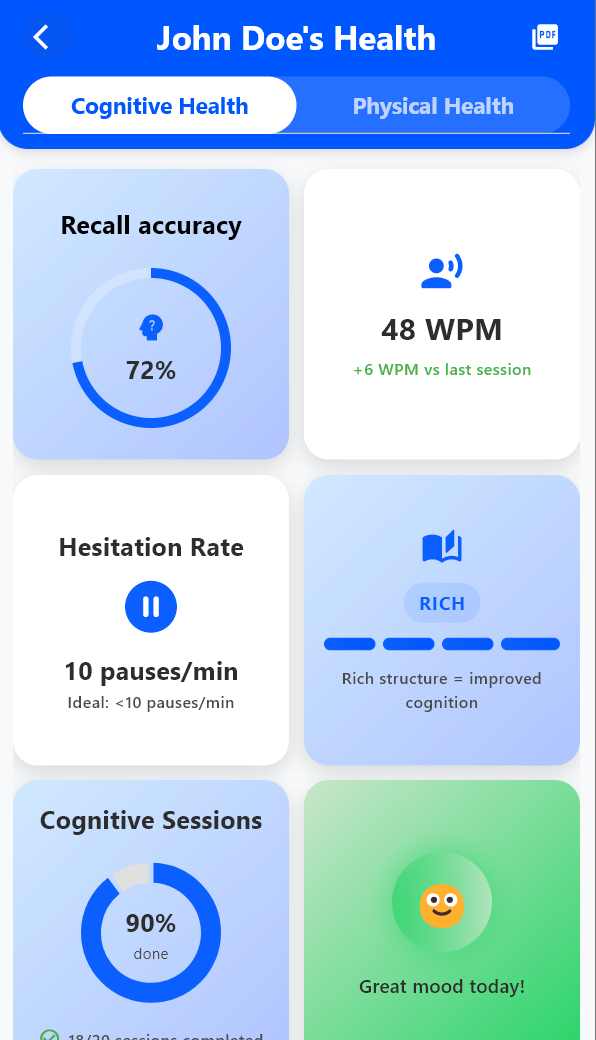 John Doe's Health
PDF
Cognitive Health
Physical Health
Recall accuracy
?
72%
48 WPM
+6 WPM vs last session
Hesitation Rate
10 pauses/min
Ideal: <10 pauses/min
RICH
Rich structure = improved
cognition
Cognitive Sessions
90%
done
18/20 sessions completed
Great mood today!